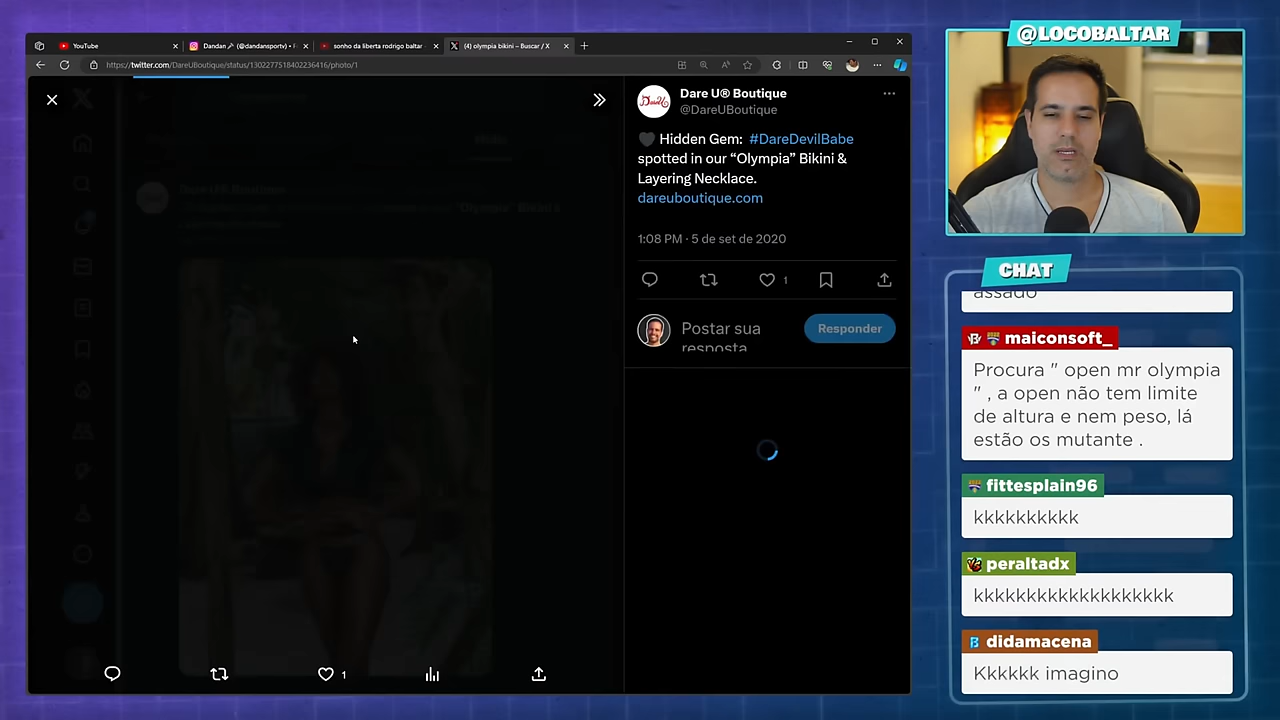 YouTube
Dandan🎤 (@dandansportv) •
sonho da liberta rodrigo baltar
(4) olympia bikini – Buscar / X
https://twitter.com/DareUBoutique/status/1302277518402236416/photo/1
Dare U® Boutique
@DareUBoutique
🖤 Hidden Gem: #DareDevilBabe
spotted in our “Olympia” Bikini &
Layering Necklace.
dareuboutique.com
1:08 PM · 5 de set de 2020
1
Postar sua
resposta
Responder
1
@LOCOBALTAR
CHAT
assado
maiconsoft_
Procura " open mr olympia
" , a open não tem limite
de altura e nem peso, lá
estão os mutante .
fittesplain96
kkkkkkkkkk
peraltadx
kkkkkkkkkkkkkkkkkkk
didamacena
Kkkkkk imagino